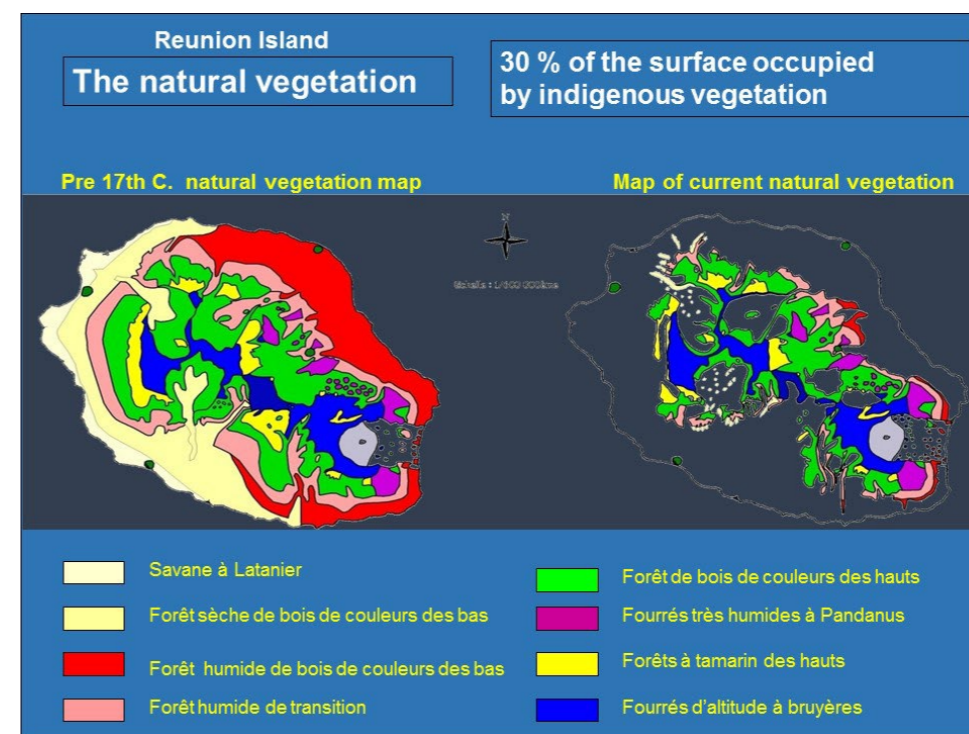 Reunion Island
The natural vegetation
30 % of the surface occupied
by indigenous vegetation
Pre 17th C. natural vegetation map
Map of current natural vegetation
N
Savane à Latanier
Forêt sèche de bois de couleurs des bas
Forêt humide de bois de couleurs des bas
Forêt humide de transition
Forêt de bois de couleurs des hauts
Fourrés très humides à Pandanus
Forêts à tamarin des hauts
Fourrés d'altitude à bruyères